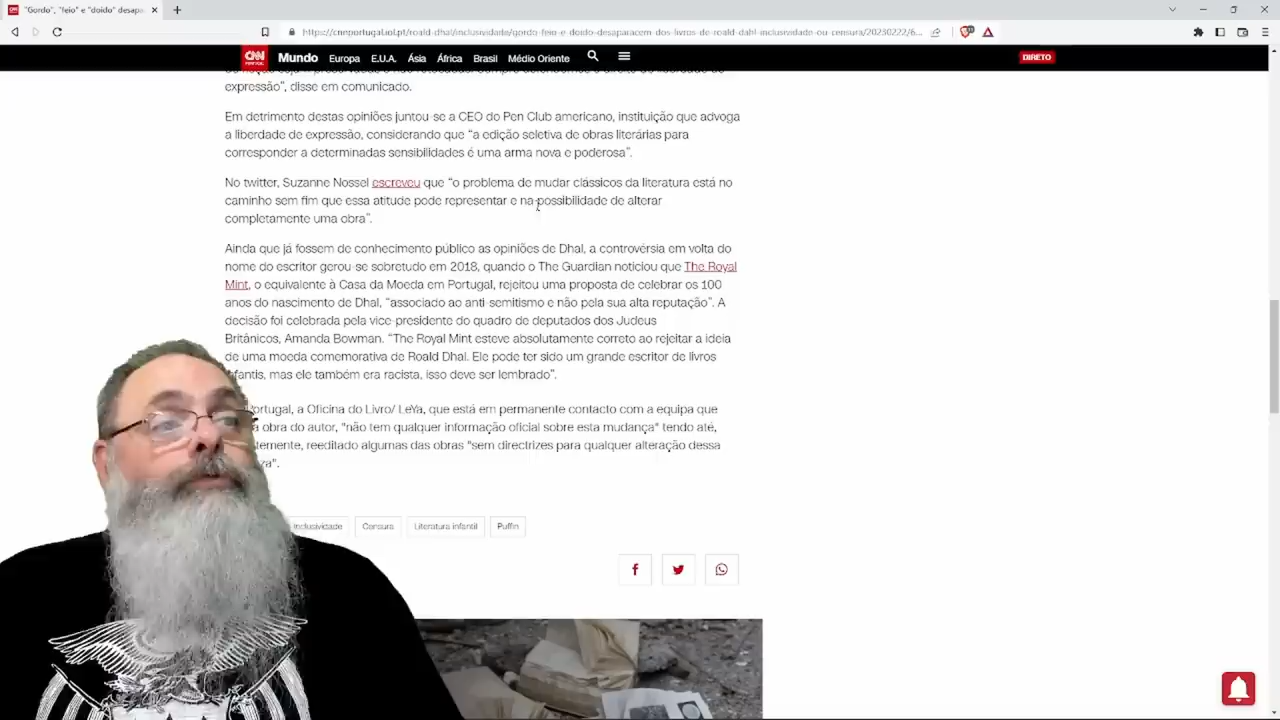 "Gordo", "feio" e "doido" desapa
https://cnnportugal.iol.pt/roald-dhal/inclusividade/gordo-feio-e-doido-desaparacem-dos-livros-de-roald-dahl-inclusividade-ou-censura/20230222/6...
CNN PORTUGAL Mundo Europa E.U.A. Ásia África Brasil Médio Oriente DIRETO
expressão", disse em comunicado.
Em detrimento destas opiniões juntou-se a CEO do Pen Club americano, instituição que advoga
a liberdade de expressão, considerando que "a edição seletiva de obras literárias para
corresponder a determinadas sensibilidades é uma arma nova e poderosa".
No twitter, Suzanne Nossel escreveu que "o problema de mudar clássicos da literatura está no
caminho sem fim que essa atitude pode representar e na possibilidade de alterar
completamente uma obra".
Ainda que já fossem de conhecimento público as opiniões de Dhal, a controvérsia em volta do
nome do escritor gerou-se sobretudo em 2018, quando o The Guardian noticiou que The Royal
Mint, o equivalente à Casa da Moeda em Portugal, rejeitou uma proposta de celebrar os 100
anos do nascimento de Dhal, "associado ao anti-semitismo e não pela sua alta reputação". A
decisão foi celebrada pela vice-presidente do quadro de deputados dos Judeus
Britânicos, Amanda Bowman. "The Royal Mint esteve absolutamente correto ao rejeitar a ideia
de uma moeda comemorativa de Roald Dhal. Ele pode ter sido um grande escritor de livros
infantis, mas ele também era racista, isso deve ser lembrado".
Portugal, a Oficina do Livro/ LeYa, que está em permanente contacto com a equipa que
a obra do autor, "não tem qualquer informação oficial sobre esta mudança" tendo até,
temente, reeditado algumas das obras "sem directrizes para qualquer alteração dessa
ra".
Inclusividade Censura Literatura infantil Puffin